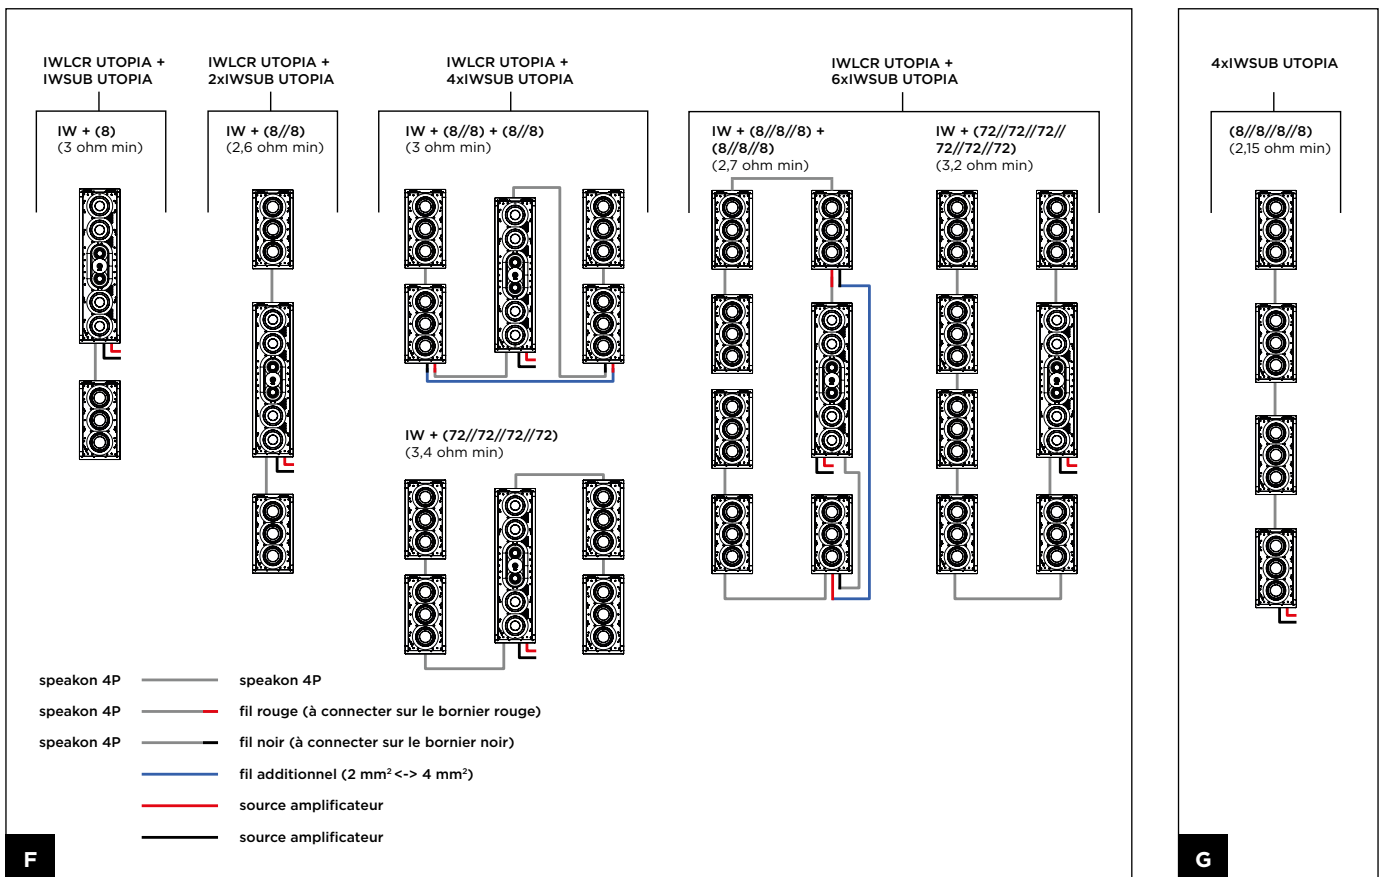 IWLCR UTOPIA +
IWSUB UTOPIA
IW + (8)
(3 ohm min)
IWLCR UTOPIA +
2xIWSUB UTOPIA
IW + (8//8)
(2,6 ohm min)
IWLCR UTOPIA +
4xIWSUB UTOPIA
IW + (8//8) + (8//8)
(3 ohm min)
IW + (72//72//72//72)
(3,4 ohm min)
IWLCR UTOPIA +
6xIWSUB UTOPIA
IW + (8//8//8) +
(8//8//8)
(2,7 ohm min)
IW + (72//72//72//
72//72//72)
(3,2 ohm min)
speakon 4P speakon 4P
speakon 4P fil rouge (à connecter sur le bornier rouge)
speakon 4P fil noir (à connecter sur le bornier noir)
fil additionnel (2 mm² <-> 4 mm²)
source amplificateur
source amplificateur
F
4xIWSUB UTOPIA
(8//8//8//8)
(2,15 ohm min)
G